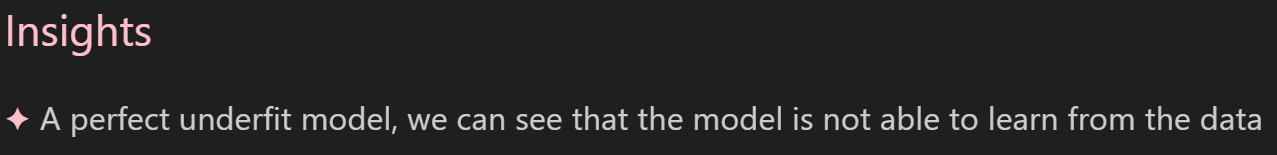 Insights
✦ A perfect underfit model, we can see that the model is not able to learn from the data